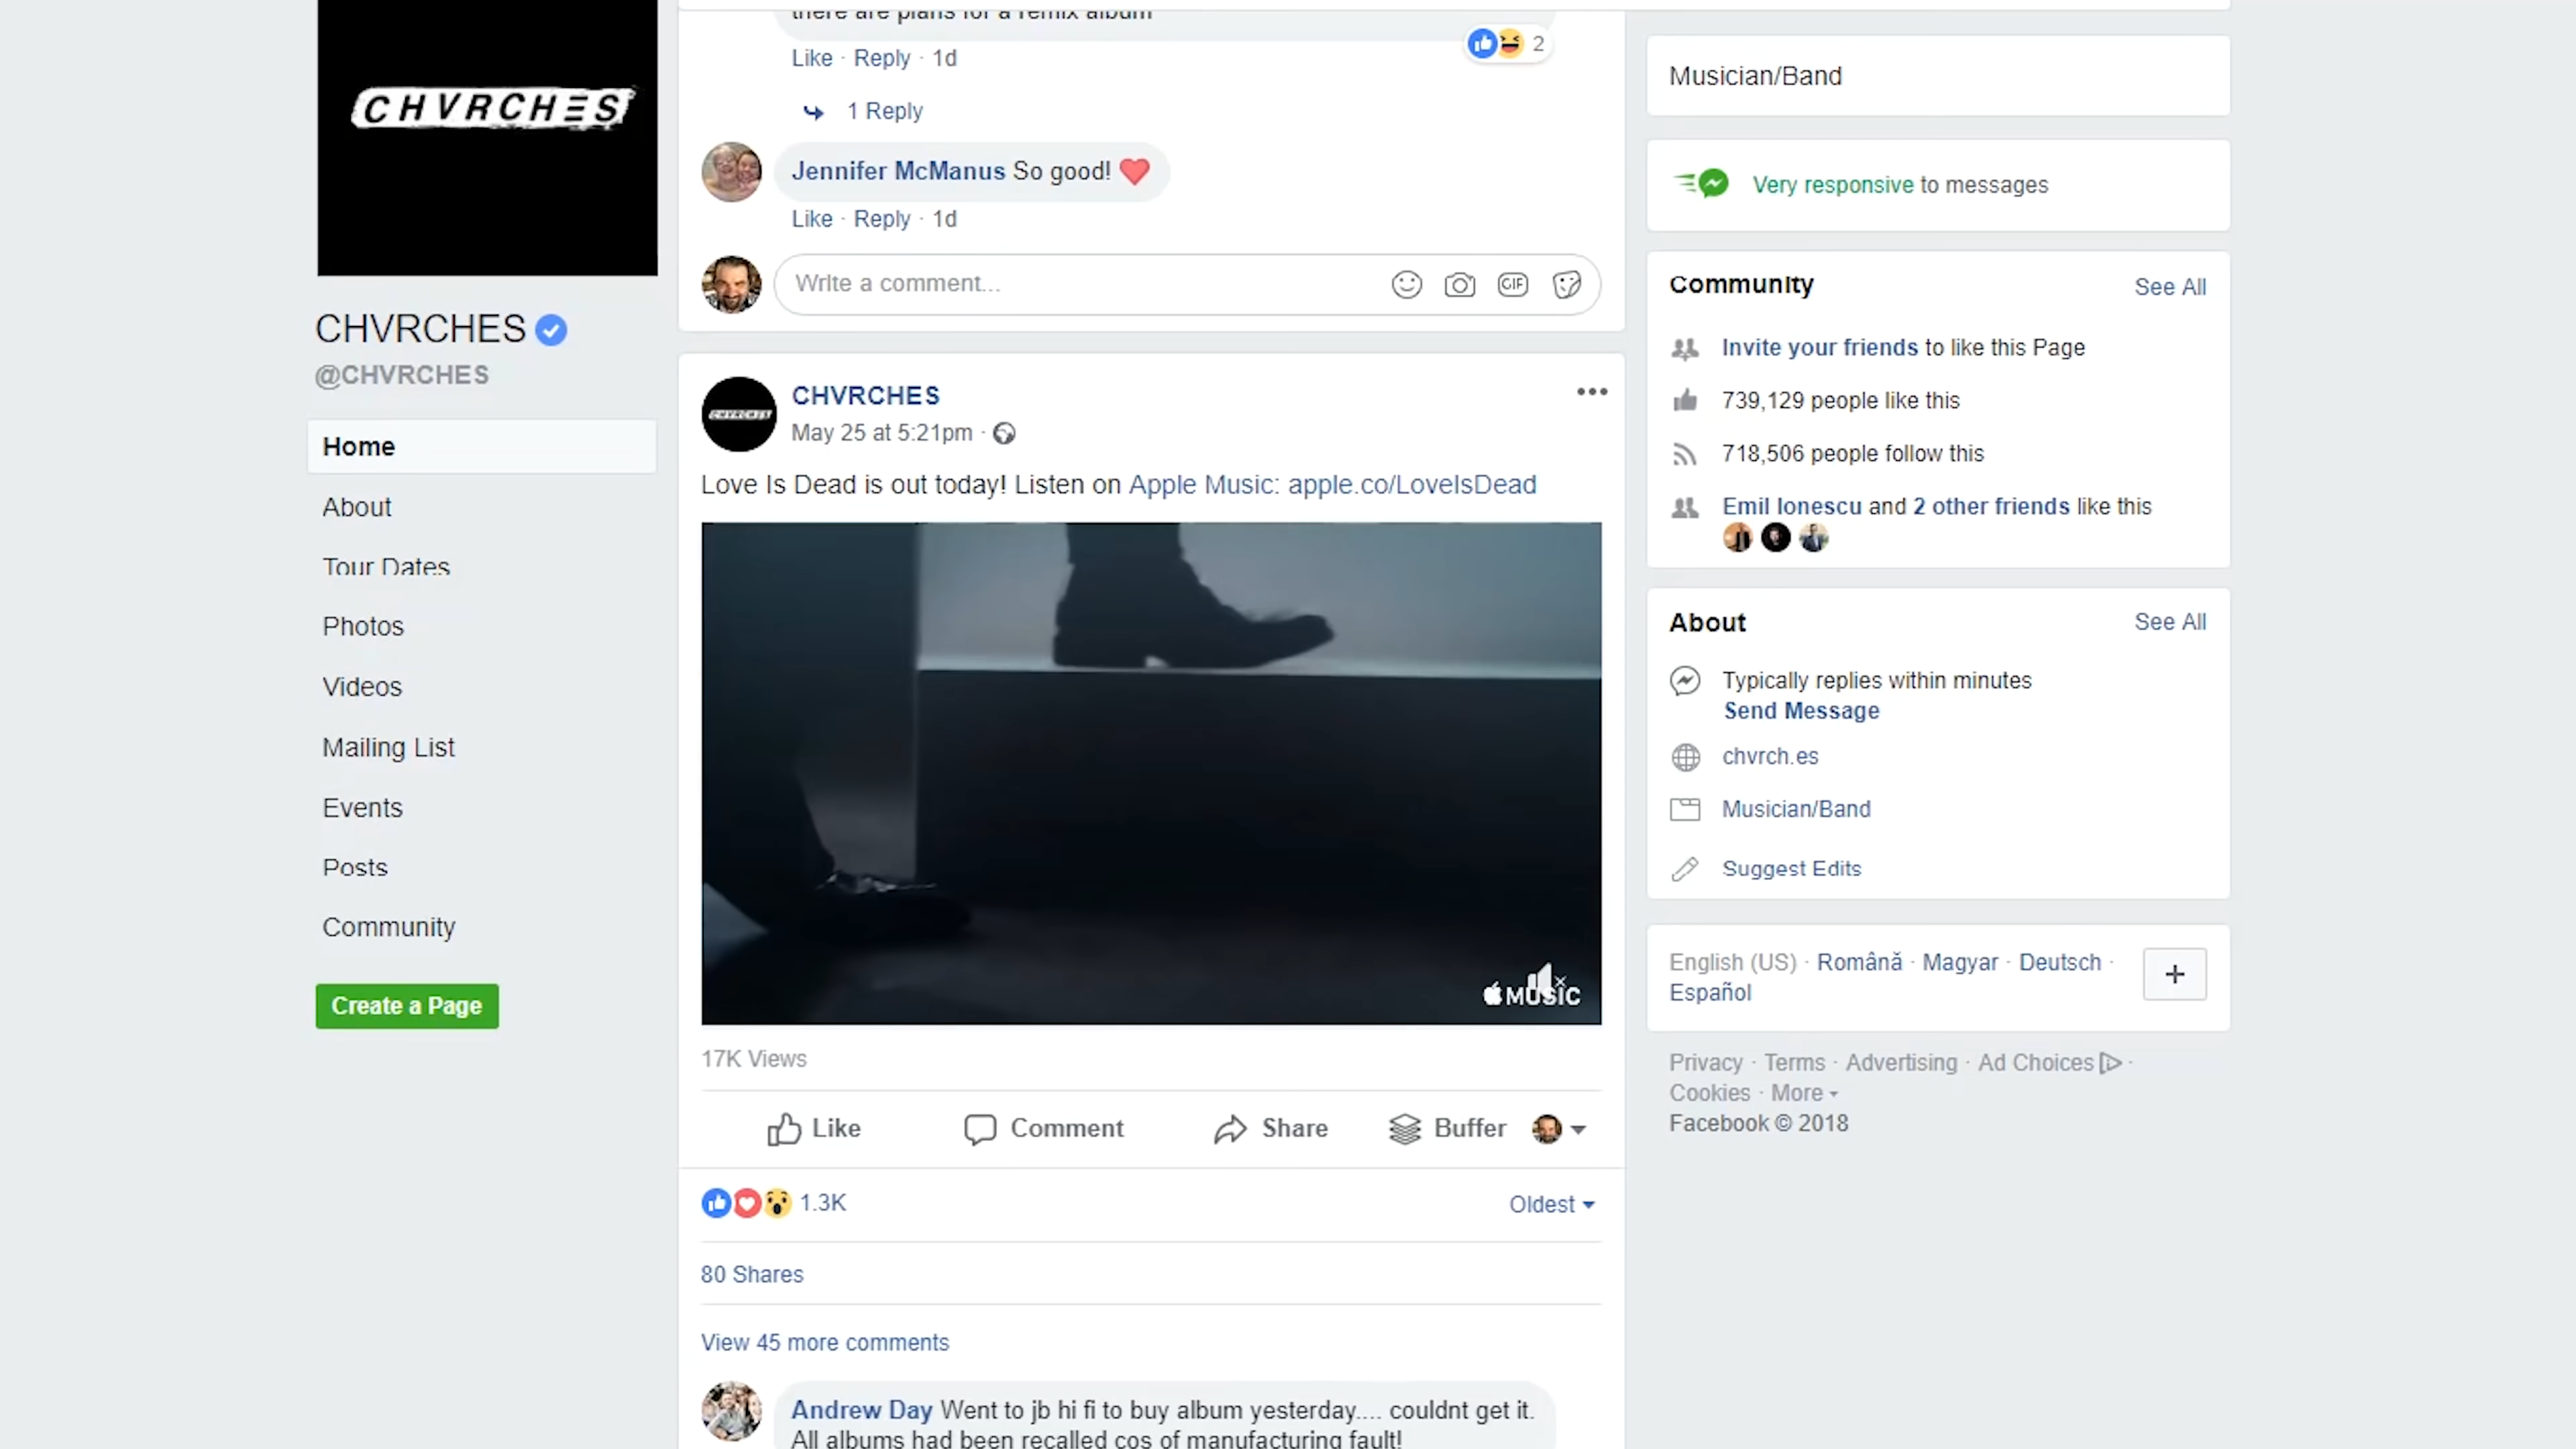 CHVRCHES
CHVRCHES
@CHVRCHES
Home
About
Tour Dates
Photos
Videos
Mailing List
Events
Posts
Community
Create a Page
there are plans for a remix album
2
Like · Reply · 1d
1 Reply
Jennifer McManus So good!
Like · Reply · 1d
Write a comment...
GIF
CHVRCHES
May 25 at 5:21pm ·
Love Is Dead is out today! Listen on Apple Music: apple.co/LoveIsDead
MUSIC
17K Views
Like
Comment
Share
Buffer
1.3K
Oldest
80 Shares
View 45 more comments
Andrew Day Went to jb hi fi to buy album yesterday.... couldnt get it.
All albums had been recalled cos of manufacturing fault!
Musician/Band
Very responsive to messages
Community
See All
Invite your friends to like this Page
739,129 people like this
718,506 people follow this
Emil Ionescu and 2 other friends like this
About
See All
Typically replies within minutes
Send Message
chvrch.es
Musician/Band
Suggest Edits
English (US) · Română · Magyar · Deutsch ·
Español
+
Privacy · Terms · Advertising · Ad Choices ·
Cookies · More
Facebook © 2018